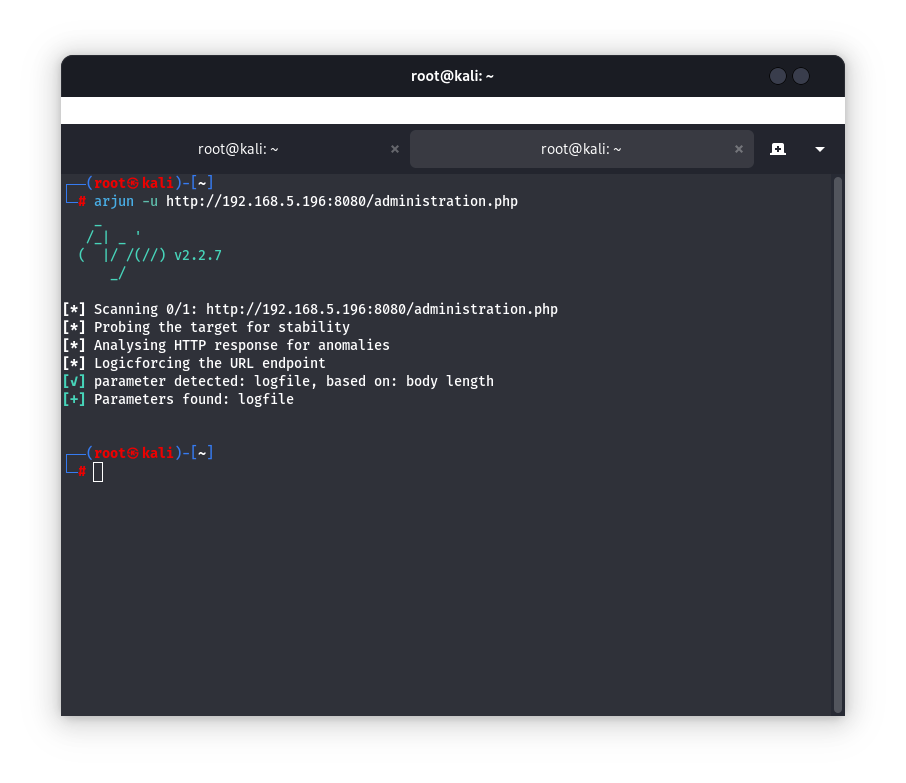 root@kali: ~
root@kali: ~ × root@kali: ~ ×
┌──(root㉿kali)-[~]
└─# arjun -u http://192.168.5.196:8080/administration.php
    _
   /_| _ '
  (  |/ /(//) v2.2.7
      _/
[*] Scanning 0/1: http://192.168.5.196:8080/administration.php
[*] Probing the target for stability
[*] Analysing HTTP response for anomalies
[*] Logicforcing the URL endpoint
[✓] parameter detected: logfile, based on: body length
[+] Parameters found: logfile
┌──(root㉿kali)-[~]
└─#